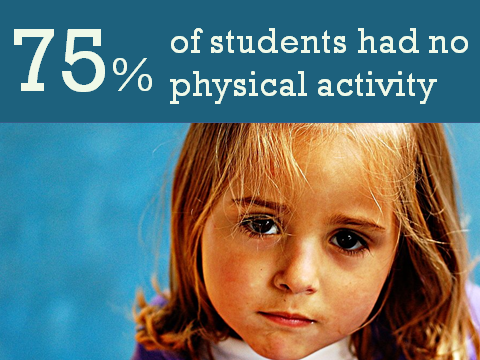 75% of students had no
physical activity